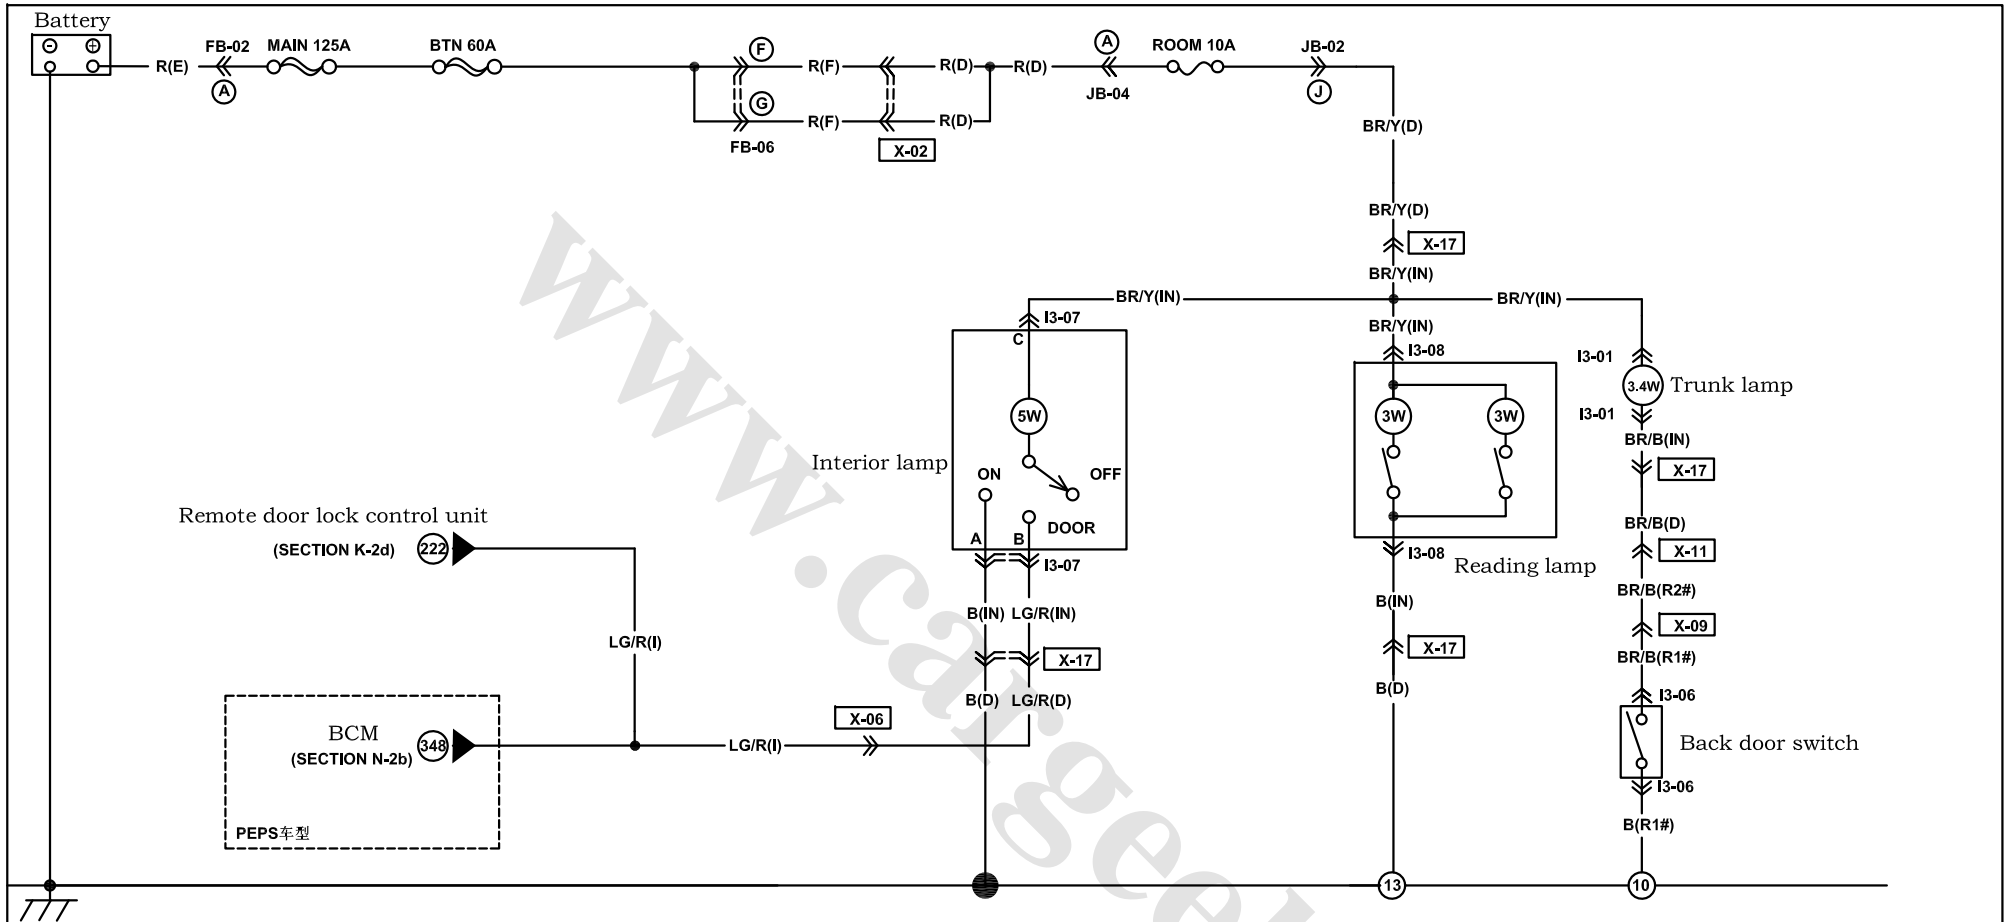 Battery
FB-02 MAIN 125A BTN 60A F A ROOM 10A JB-02
R(E) R(F) R(D) R(D)
A G JB-04 J
R(F) R(D) BR/Y(D)
FB-06 X-02
BR/Y(D)
X-17
BR/Y(IN)
BR/Y(IN) BR/Y(IN)
I3-07 BR/Y(IN)
C I3-08 I3-01
3.4W Trunk lamp
5W 3W 3W I3-01
BR/B(IN)
Interior lamp ON OFF X-17
Remote door lock control unit DOOR BR/B(D)
(SECTION K-2d) 222 A B I3-08 X-11
I3-07 Reading lamp
BR/B(R2#)
B(IN) LG/R(IN) B(IN)
X-09
LG/R(I) X-17 X-17 BR/B(R1#)
B(D) LG/R(D) B(D) I3-06
X-06
BCM 348 LG/R(I) Back door switch
(SECTION N-2b)
I3-06
PEPS车型 B(R1#)
13 10
www.cargeek